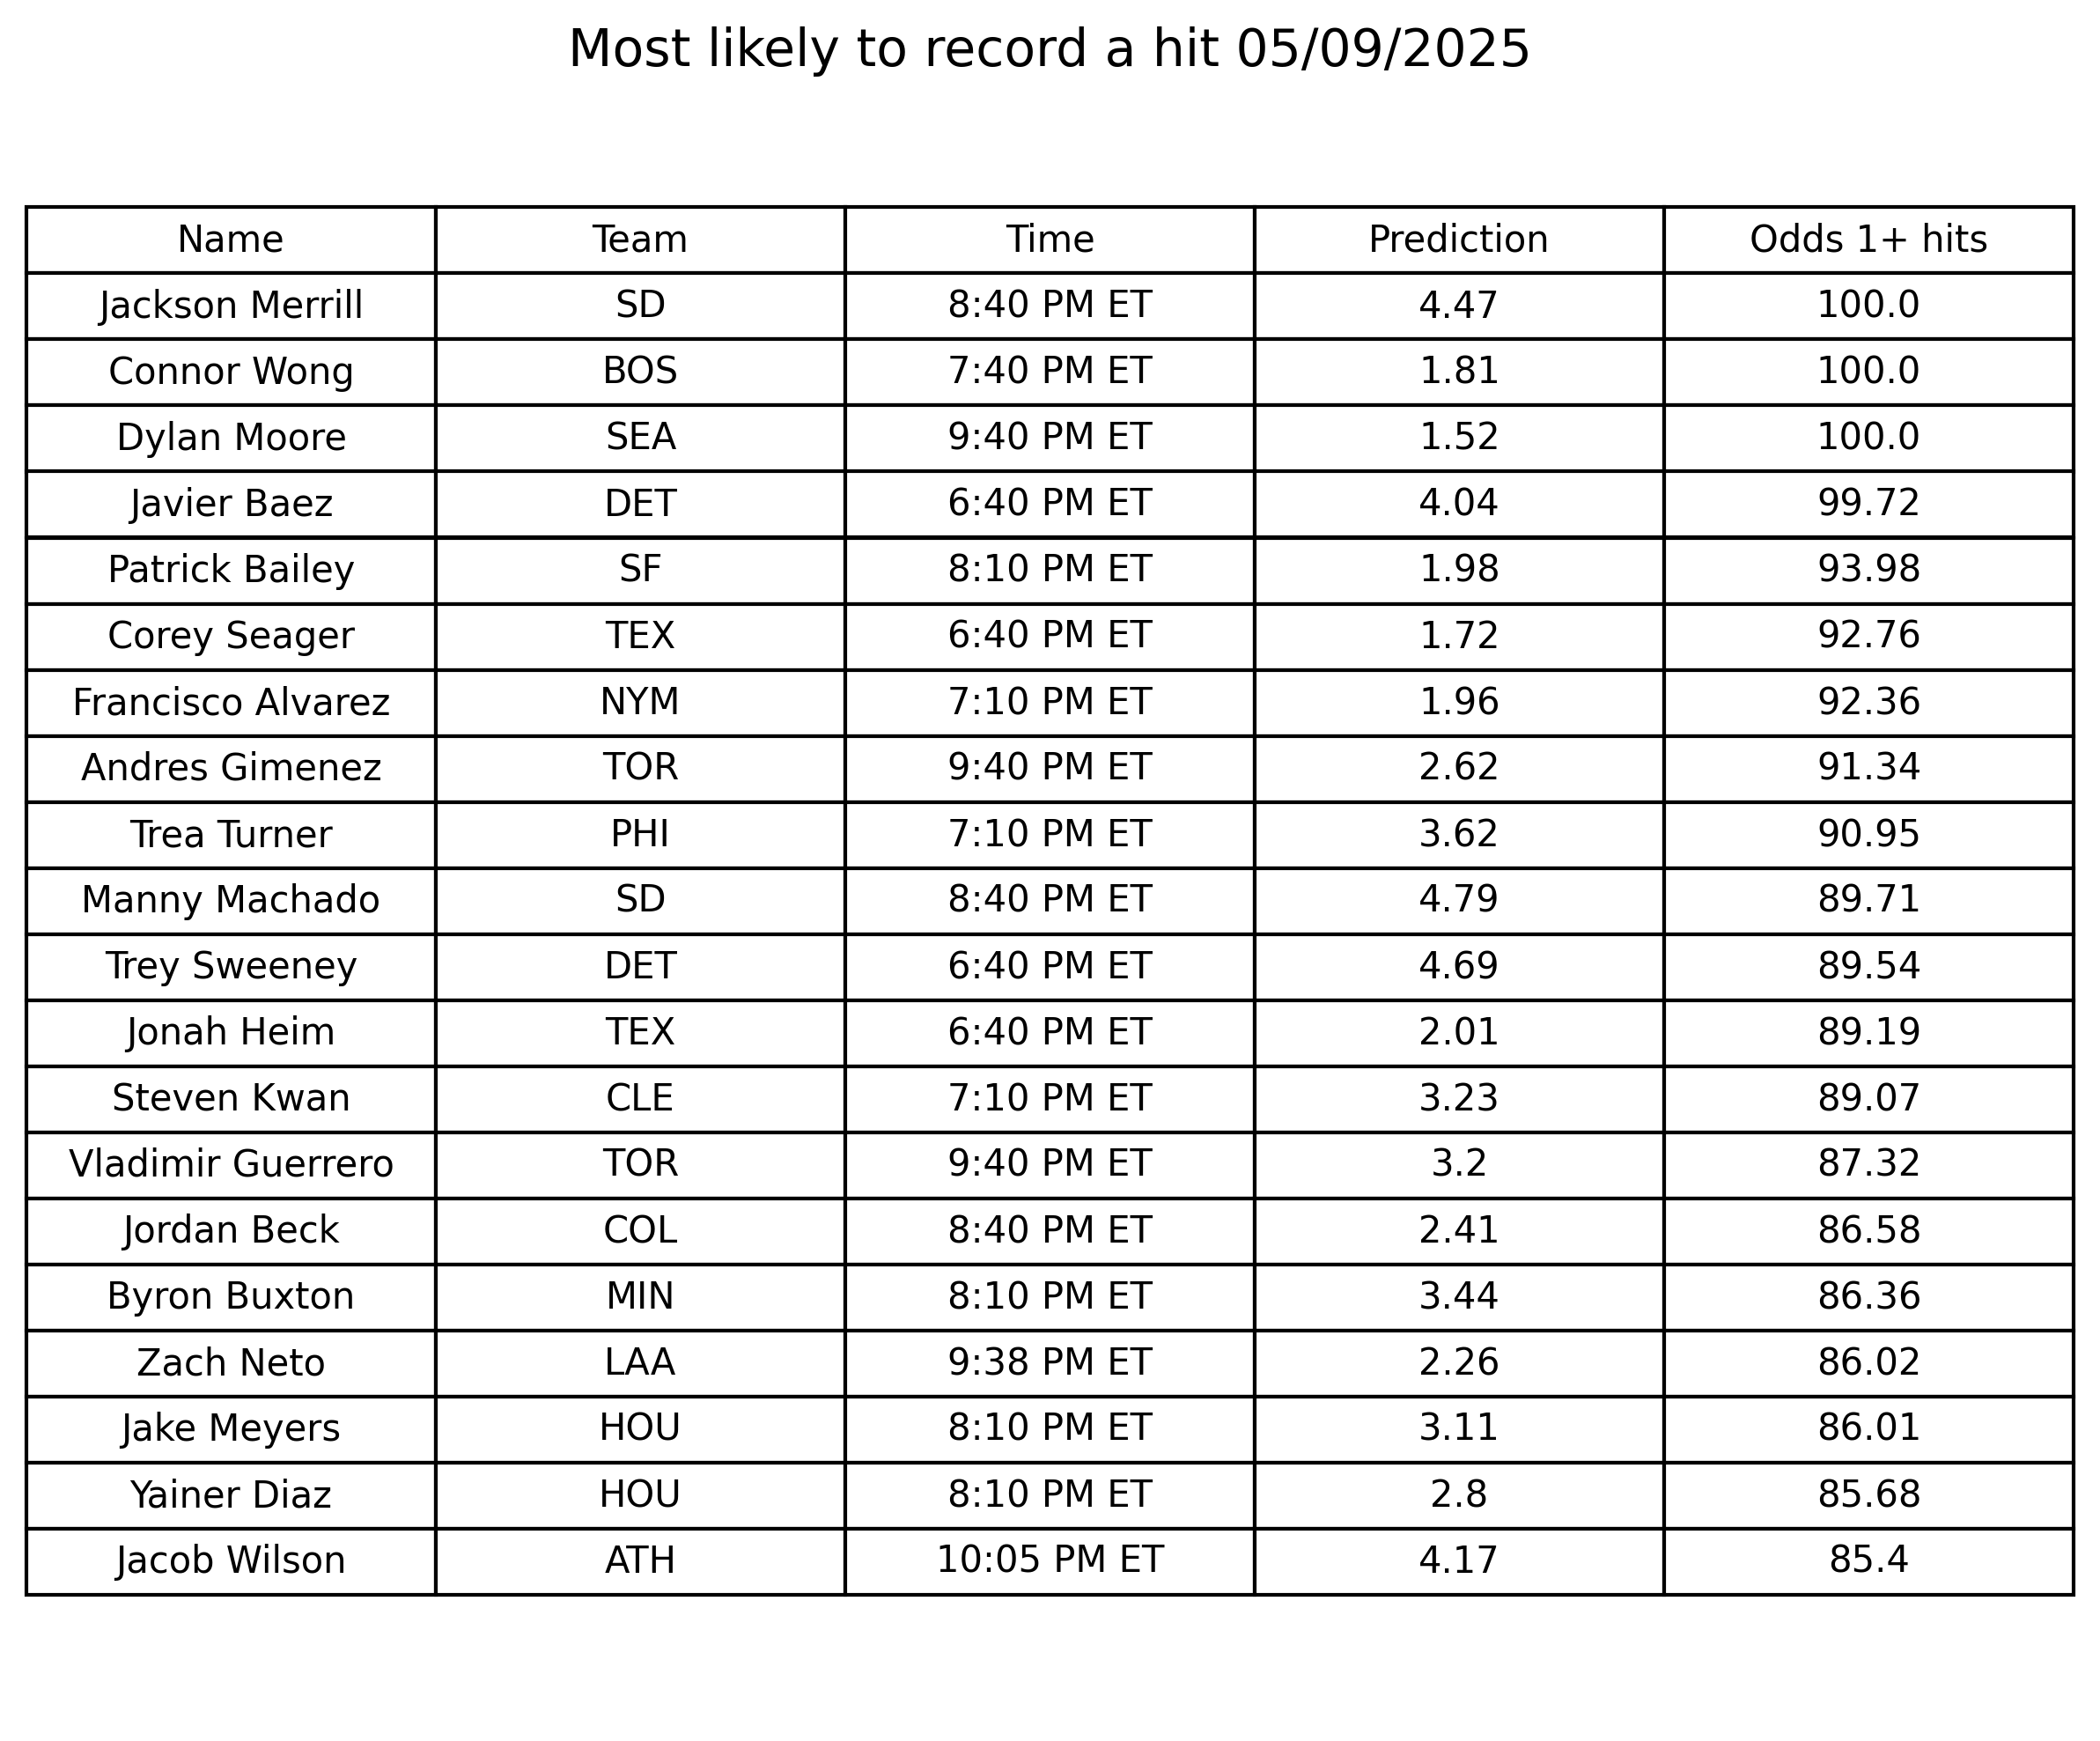 Most likely to record a hit 05/09/2025
Name Team Time Prediction Odds 1+ hits
Jackson Merrill SD 8:40 PM ET 4.47 100.0
Connor Wong BOS 7:40 PM ET 1.81 100.0
Dylan Moore SEA 9:40 PM ET 1.52 100.0
Javier Baez DET 6:40 PM ET 4.04 99.72
Patrick Bailey SF 8:10 PM ET 1.98 93.98
Corey Seager TEX 6:40 PM ET 1.72 92.76
Francisco Alvarez NYM 7:10 PM ET 1.96 92.36
Andres Gimenez TOR 9:40 PM ET 2.62 91.34
Trea Turner PHI 7:10 PM ET 3.62 90.95
Manny Machado SD 8:40 PM ET 4.79 89.71
Trey Sweeney DET 6:40 PM ET 4.69 89.54
Jonah Heim TEX 6:40 PM ET 2.01 89.19
Steven Kwan CLE 7:10 PM ET 3.23 89.07
Vladimir Guerrero TOR 9:40 PM ET 3.2 87.32
Jordan Beck COL 8:40 PM ET 2.41 86.58
Byron Buxton MIN 8:10 PM ET 3.44 86.36
Zach Neto LAA 9:38 PM ET 2.26 86.02
Jake Meyers HOU 8:10 PM ET 3.11 86.01
Yainer Diaz HOU 8:10 PM ET 2.8 85.68
Jacob Wilson ATH 10:05 PM ET 4.17 85.4